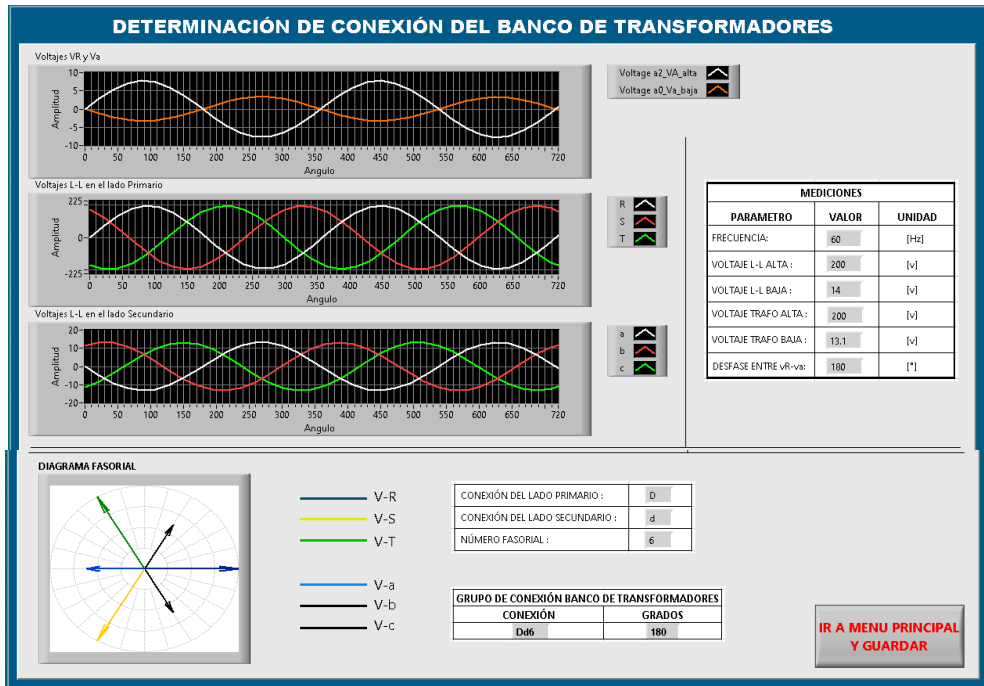 DETERMINACIÓN DE CONEXIÓN DEL BANCO DE TRANSFORMADORES
Voltajes VR y Va
Amplitud
10
5
0
-5
-10
0 50 100 150 200 250 300 350 400 450 500 550 600 650 720
Angulo
Voltage a2_VA_alta
Voltage a0_Va_baja
Voltajes L-L en el lado Primario
Amplitud
225
0
-225
0 50 100 150 200 250 300 350 400 450 500 550 600 650 720
Angulo
R
S
T
Voltajes L-L en el lado Secundario
Amplitud
20
10
0
-10
-20
0 50 100 150 200 250 300 350 400 450 500 550 600 650 720
Angulo
a
b
c
MEDICIONES
PARAMETRO VALOR UNIDAD
FRECUENCIA: 60 [Hz]
VOLTAJE L-L ALTA : 200 [v]
VOLTAJE L-L BAJA : 14 [v]
VOLTAJE TRAFO ALTA : 200 [v]
VOLTAJE TRAFO BAJA : 13.1 [v]
DESFASE ENTRE vR-va: 180 [°]
DIAGRAMA FASORIAL
V-R
V-S
V-T
V-a
V-b
V-c
CONEXIÓN DEL LADO PRIMARIO : D
CONEXIÓN DEL LADO SECUNDARIO : d
NÚMERO FASORIAL : 6
GRUPO DE CONEXIÓN BANCO DE TRANSFORMADORES
CONEXIÓN GRADOS
Dd6 180
IR A MENU PRINCIPAL
Y GUARDAR